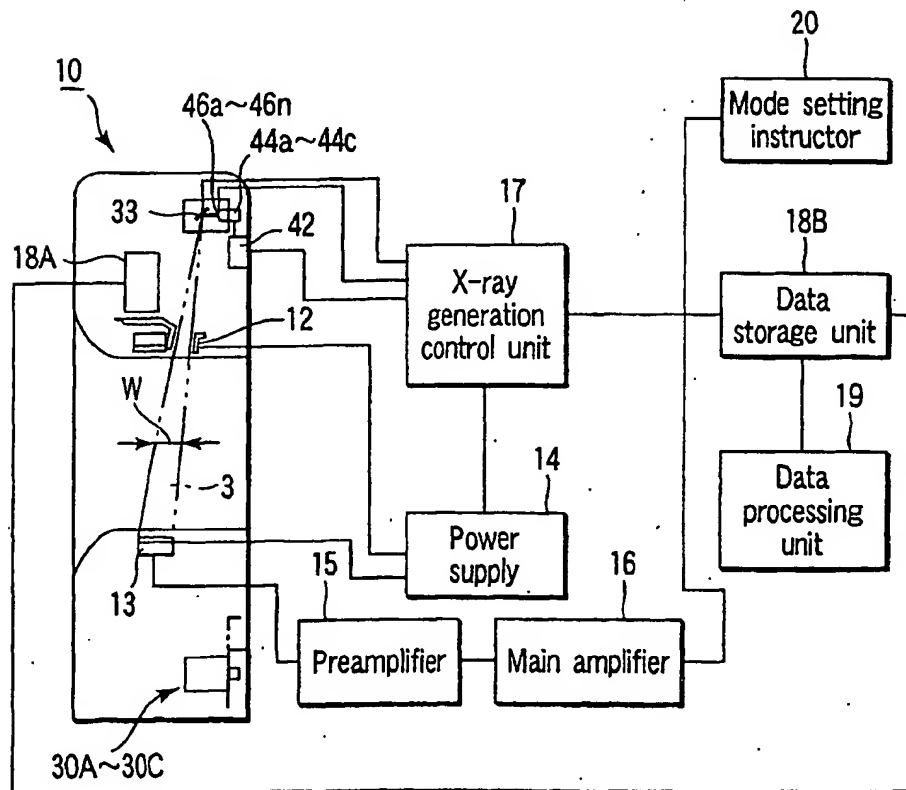 20
10
46a~46n
44a~44c
Mode setting
instructor
33
17
18A
42
18B
X-ray
generation
control unit
12
Data
storage unit
W
19
3
14
Data
processing
unit
Power
supply
15
16
13
Preamplifier
Main amplifier
30A~30C